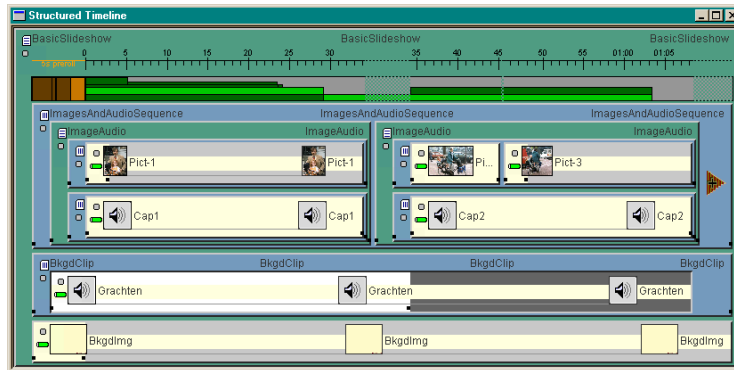 Structured Timeline
BasicSlideshow BasicSlideshow BasicSlideshow
0 5 10 15 20 25 30 35 40 45 50 55 01:00 01:05
5s preroll
ImagesAndAudioSequence ImagesAndAudioSequence ImagesAndAudioSequence
ImageAudio ImageAudio ImageAudio ImageAudio
Pict-1 Pict-1 Pi... Pict-3
Cap1 Cap1 Cap2 Cap2
BkgdClip BkgdClip BkgdClip BkgdClip
Grachten Grachten Grachten
BkgdImg BkgdImg BkgdImg